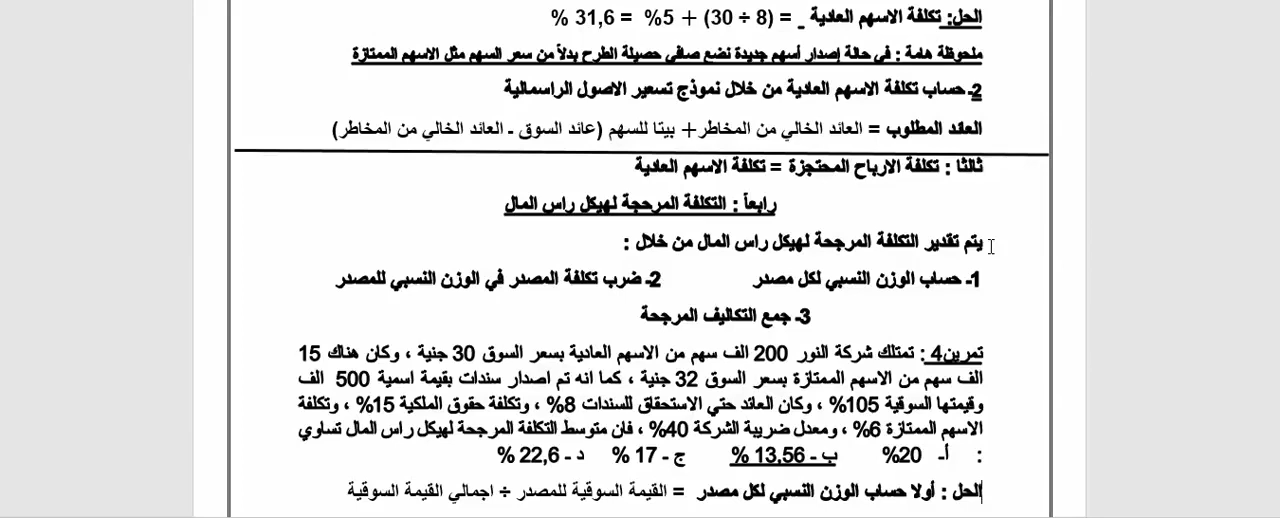 الحل: تكلفة الاسهم العادية = (8 ÷ 30) + 5% = 31,6 %
ملحوظة هامة : في حالة إصدار أسهم جديدة نضع صافي حصيلة الطرح بدلاً من سعر السهم مثل الاسهم الممتازة
2ـ حساب تكلفة الاسهم العادية من خلال نموذج تسعير الاصول الراسمالية
العائد المطلوب = العائد الخالي من المخاطر+ بيتا للسهم (عائد السوق ـ العائد الخالي من المخاطر)
ثالثا : تكلفة الارباح المحتجزة = تكلفة الاسهم العادية
رابعاً : التكلفة المرجحة لهيكل راس المال
يتم تقدير التكلفة المرجحة لهيكل راس المال من خلال :
1ـ حساب الوزن النسبي لكل مصدر 2ـ ضرب تكلفة المصدر في الوزن النسبي للمصدر
3ـ جمع التكاليف المرجحة
تمرين4 : تمتلك شركة النور 200 الف سهم من الاسهم العادية بسعر السوق 30 جنية ، وكان هناك 15
الف سهم من الاسهم الممتازة بسعر السوق 32 جنية ، كما انه تم اصدار سندات بقيمة اسمية 500 الف
وقيمتها السوقية 105% ، وكان العائد حتي الاستحقاق للسندات 8% ، وتكلفة حقوق الملكية 15% ، وتكلفة
الاسهم الممتازة 6% ، ومعدل ضريبة الشركة 40% ، فان متوسط التكلفة المرجحة لهيكل راس المال تساوي
: أـ 20% ب - 13,56 % ج - 17 % د - 22,6 %
الحل : أولا حساب الوزن النسبي لكل مصدر = القيمة السوقية للمصدر ÷ اجمالي القيمة السوقية